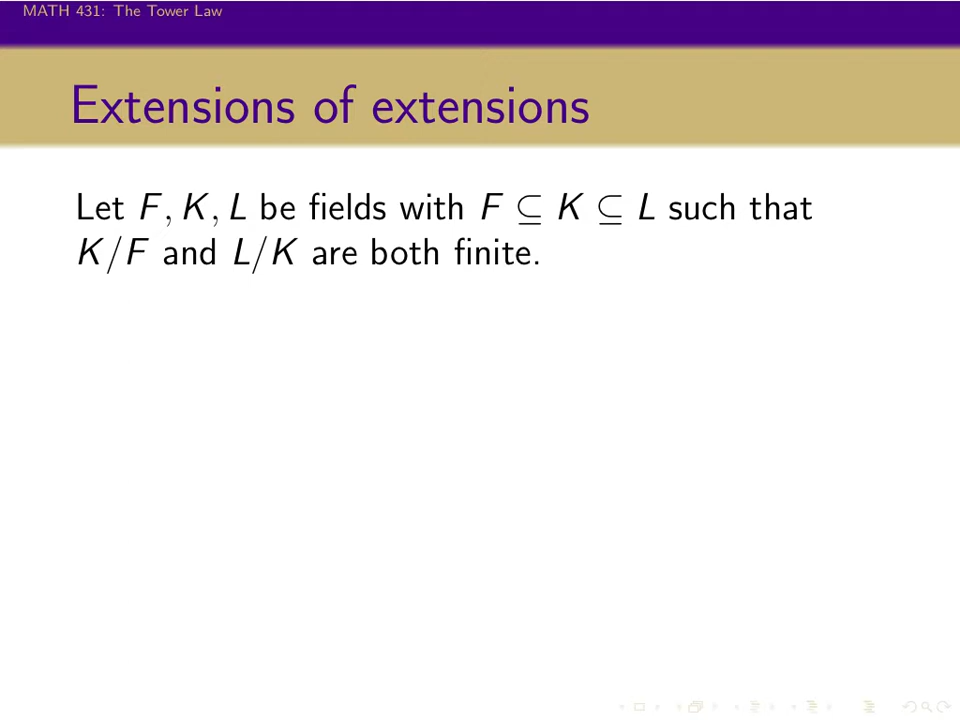 MATH 431: The Tower Law
Extensions of extensions
Let F, K, L be fields with F ⊆ K ⊆ L such that
K/F and L/K are both finite.